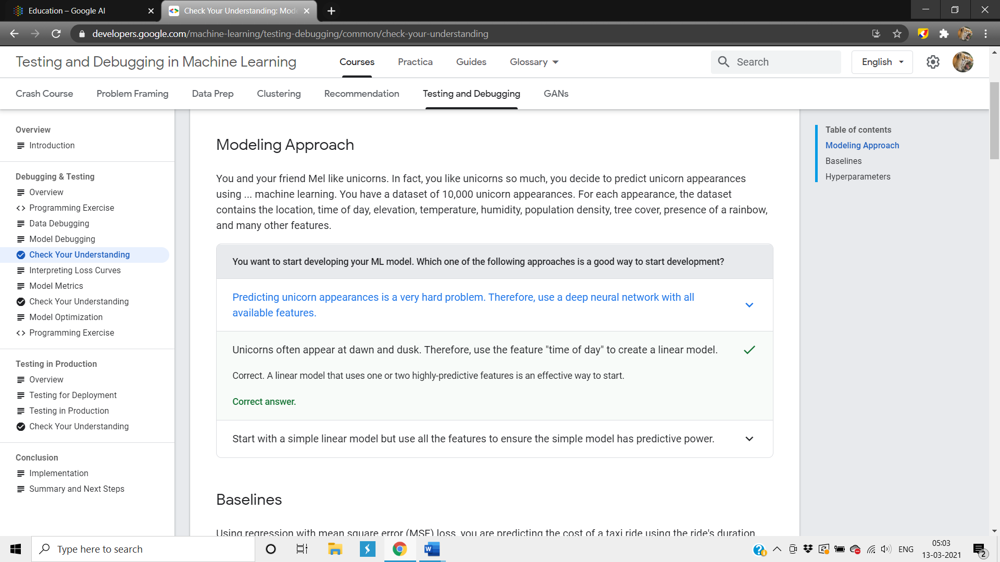 Education – Google AI
Check Your Understanding: Mod
developers.google.com/machine-learning/testing-debugging/common/check-your-understanding
Testing and Debugging in Machine Learning
Courses
Practica
Guides
Glossary
Search
English
Crash Course
Problem Framing
Data Prep
Clustering
Recommendation
Testing and Debugging
GANs
Overview
Introduction
Debugging & Testing
Overview
Programming Exercise
Data Debugging
Model Debugging
Check Your Understanding
Interpreting Loss Curves
Model Metrics
Check Your Understanding
Model Optimization
Programming Exercise
Testing in Production
Overview
Testing for Deployment
Testing in Production
Check Your Understanding
Conclusion
Implementation
Summary and Next Steps
Modeling Approach
You and your friend Mel like unicorns. In fact, you like unicorns so much, you decide to predict unicorn appearances
using ... machine learning. You have a dataset of 10,000 unicorn appearances. For each appearance, the dataset
contains the location, time of day, elevation, temperature, humidity, population density, tree cover, presence of a rainbow,
and many other features.
You want to start developing your ML model. Which one of the following approaches is a good way to start development?
Predicting unicorn appearances is a very hard problem. Therefore, use a deep neural network with all
available features.
Unicorns often appear at dawn and dusk. Therefore, use the feature "time of day" to create a linear model.
Correct. A linear model that uses one or two highly-predictive features is an effective way to start.
Correct answer.
Start with a simple linear model but use all the features to ensure the simple model has predictive power.
Baselines
Using regression with mean square error (MSE) loss, you are predicting the cost of a taxi ride using the ride's duration,
Table of contents
Modeling Approach
Baselines
Hyperparameters
Type here to search
ENG
05:03
13-03-2021
2